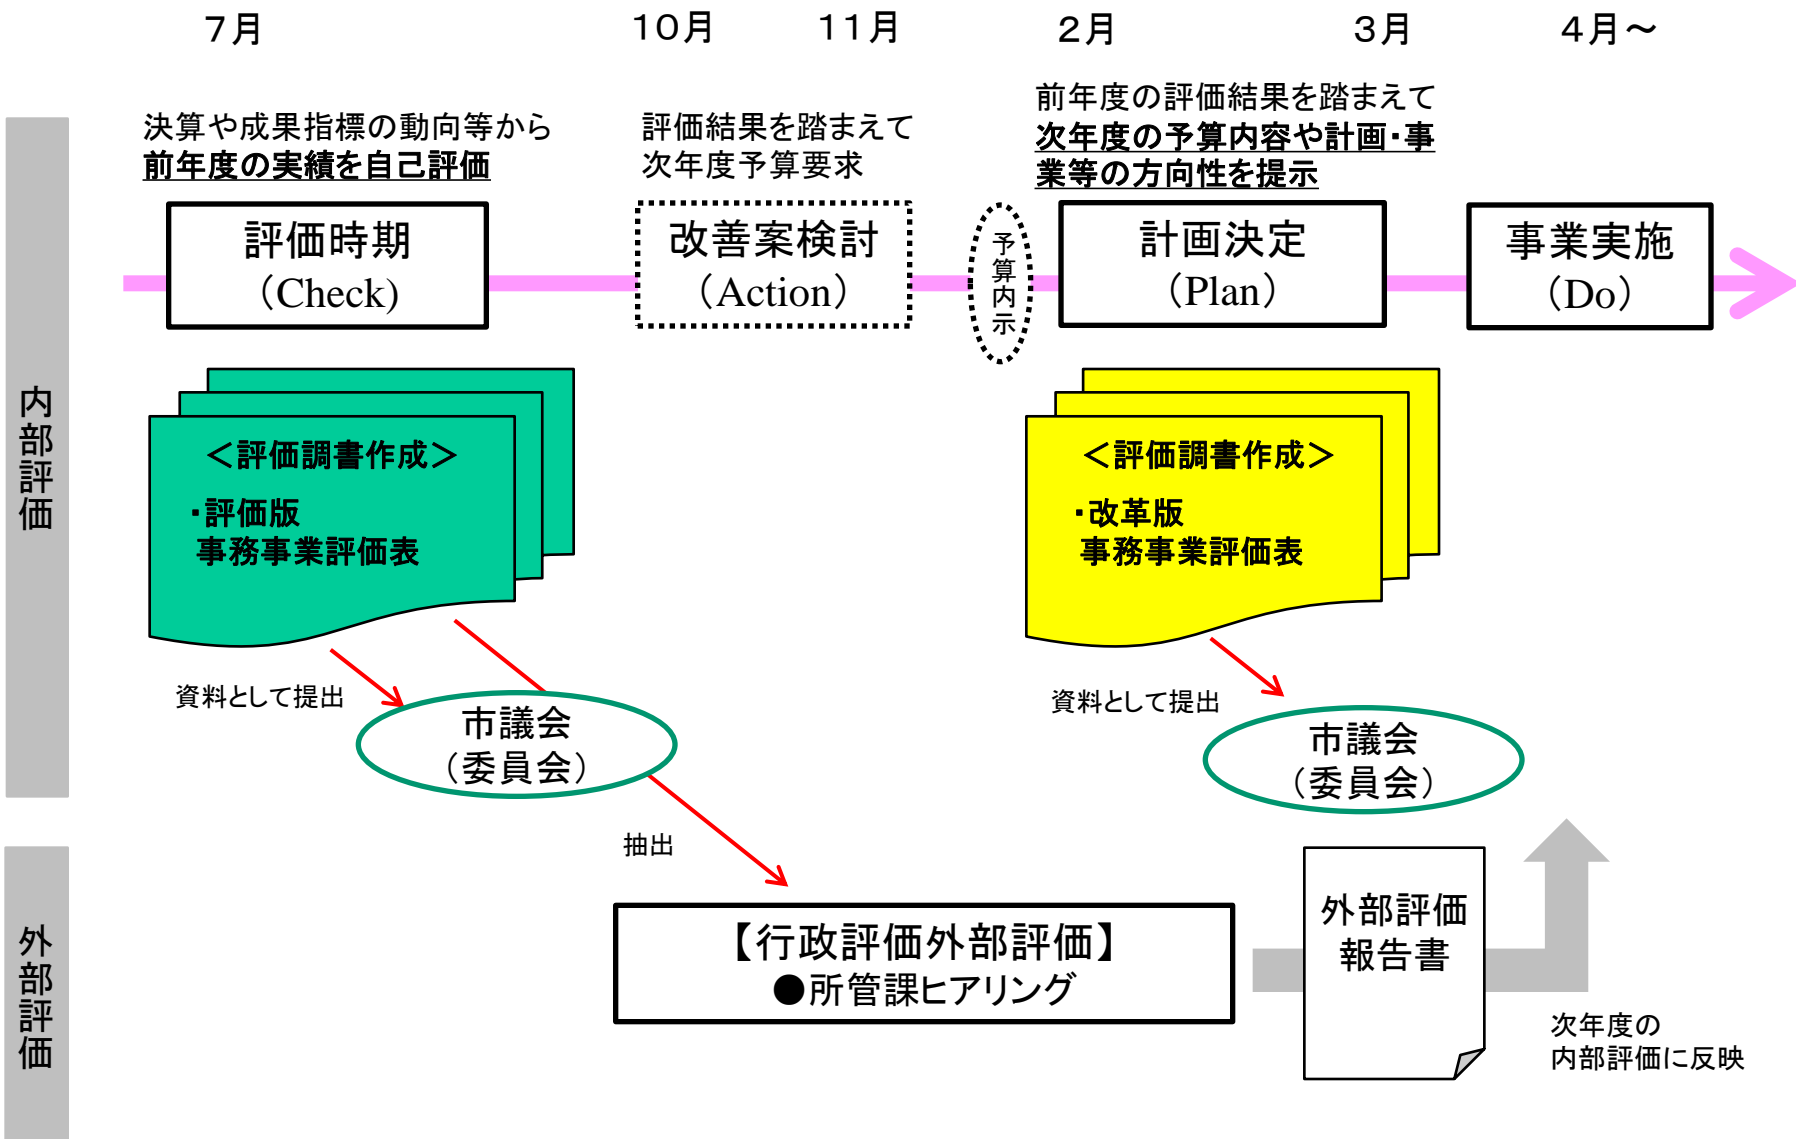 7月
10月
11月
2月
3月
4月～
内部評価
決算や成果指標の動向等から
前年度の実績を自己評価
評価結果を踏まえて
次年度予算要求
前年度の評価結果を踏まえて
次年度の予算内容や計画・事
業等の方向性を提示
評価時期
（Check）
改善案検討
（Action）
予算内示
計画決定
（Plan）
事業実施
（Do）
＜評価調書作成＞
・評価版
事務事業評価表
＜評価調書作成＞
・改革版
事務事業評価表
資料として提出
市議会
（委員会）
資料として提出
市議会
（委員会）
抽出
外部評価
【行政評価外部評価】
●所管課ヒアリング
外部評価
報告書
次年度の
内部評価に反映